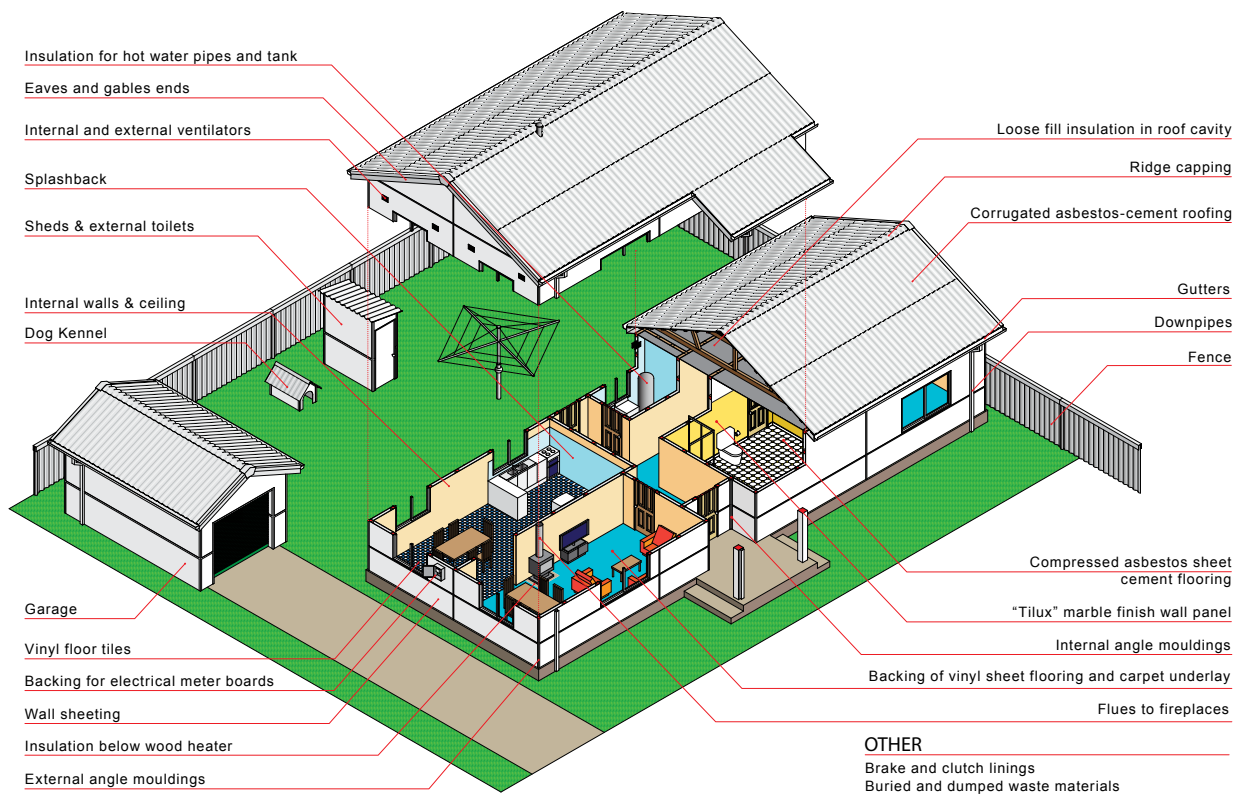 Insulation for hot water pipes and tank
Eaves and gables ends
Internal and external ventilators
Splashback
Sheds & external toilets
Internal walls & ceiling
Dog Kennel
Garage
Vinyl floor tiles
Backing for electrical meter boards
Wall sheeting
Insulation below wood heater
External angle mouldings
Loose fill insulation in roof cavity
Ridge capping
Corrugated asbestos-cement roofing
Gutters
Downpipes
Fence
Compressed asbestos sheet
cement flooring
“Tilux” marble finish wall panel
Internal angle mouldings
Backing of vinyl sheet flooring and carpet underlay
Flues to fireplaces
OTHER
Brake and clutch linings
Buried and dumped waste materials